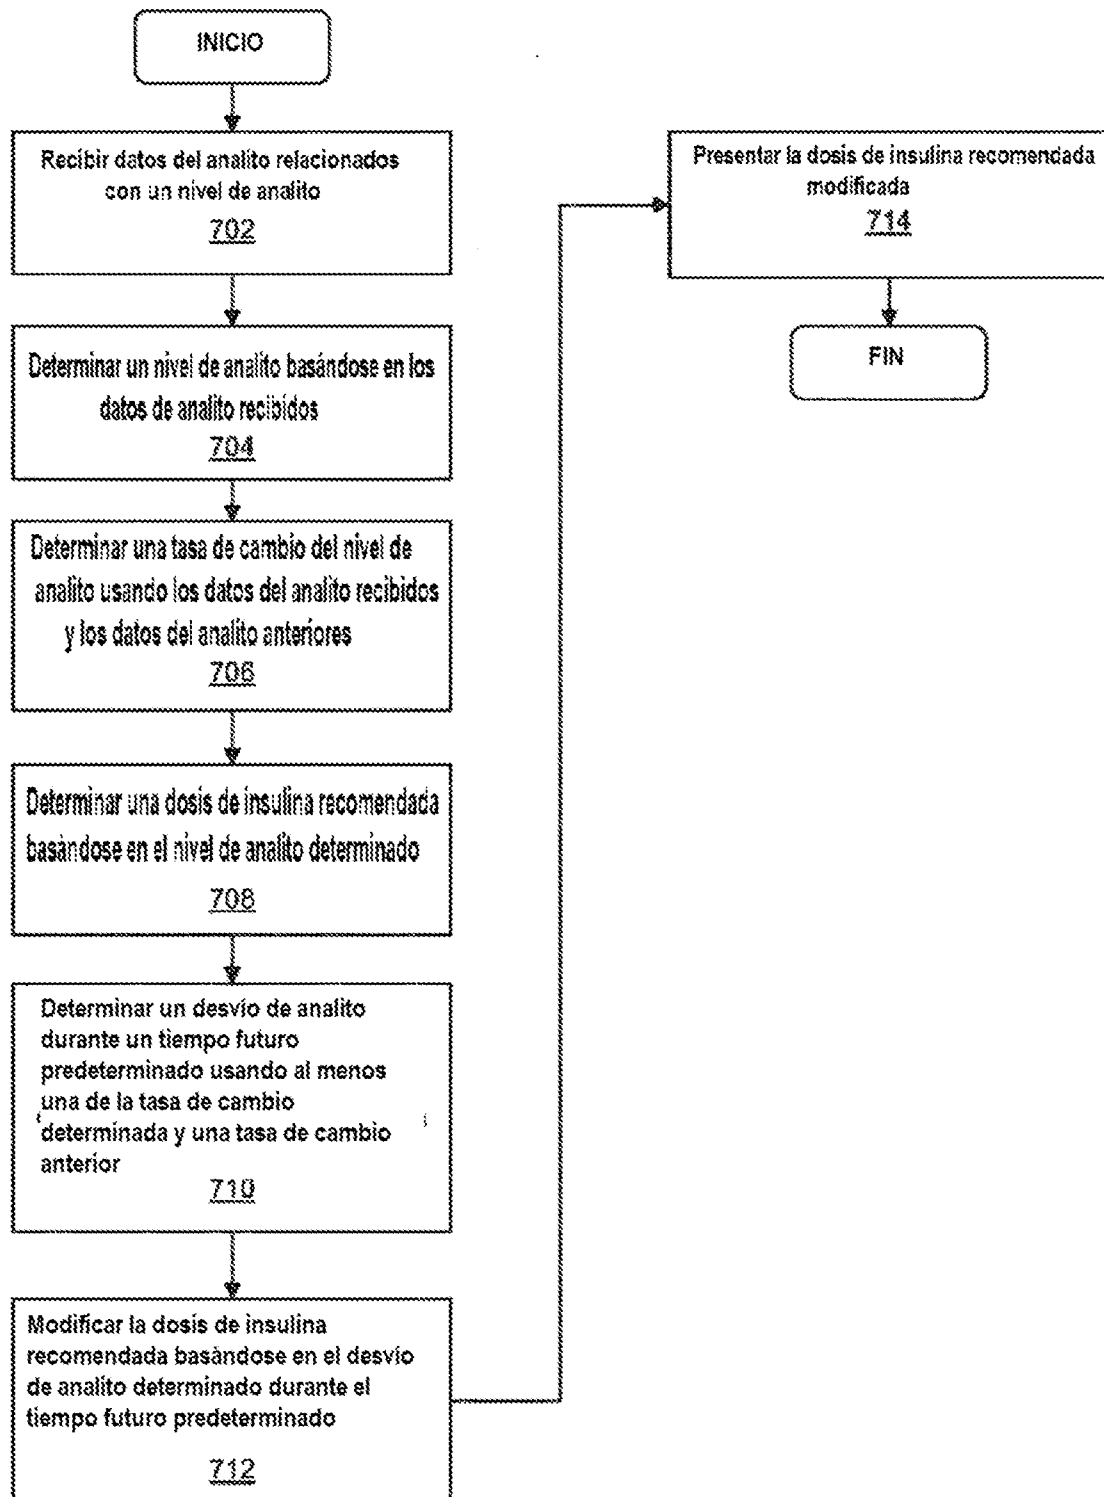 INICIO
Recibir datos del analito relacionados
con un nivel de analito
702
Determinar un nivel de analito basándose en los
datos de analito recibidos
704
Determinar una tasa de cambio del nivel de
analito usando los datos del analito recibidos
y los datos del analito anteriores
706
Determinar una dosis de insulina recomendada
basándose en el nivel de analito determinado
708
Determinar un desvío de analito
durante un tiempo futuro
predeterminado usando al menos
una de la tasa de cambio
determinada y una tasa de cambio
anterior
710
Modificar la dosis de insulina
recomendada basándose en el desvío
de analito determinado durante el
tiempo futuro predeterminado
712
Presentar la dosis de insulina recomendada
modificada
714
FIN